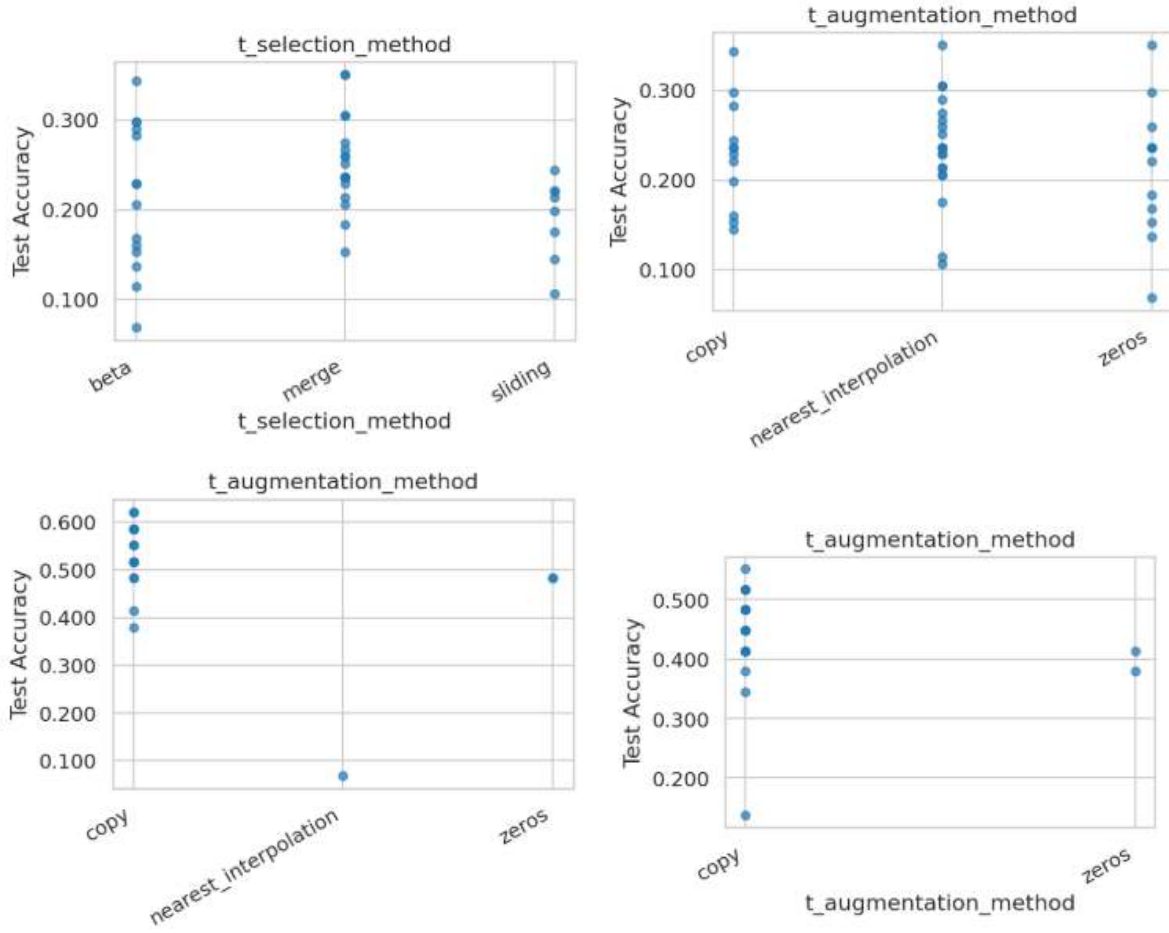 t_selection_method
Test Accuracy
0.300
0.200
0.100
beta
merge
sliding
t_selection_method
t_augmentation_method
Test Accuracy
0.300
0.200
0.100
copy
nearest_interpolation
zeros
t_augmentation_method
Test Accuracy
0.600
0.500
0.400
0.300
0.200
0.100
copy
nearest_interpolation
zeros
t_augmentation_method
Test Accuracy
0.500
0.400
0.300
0.200
copy
zeros
t_augmentation_method